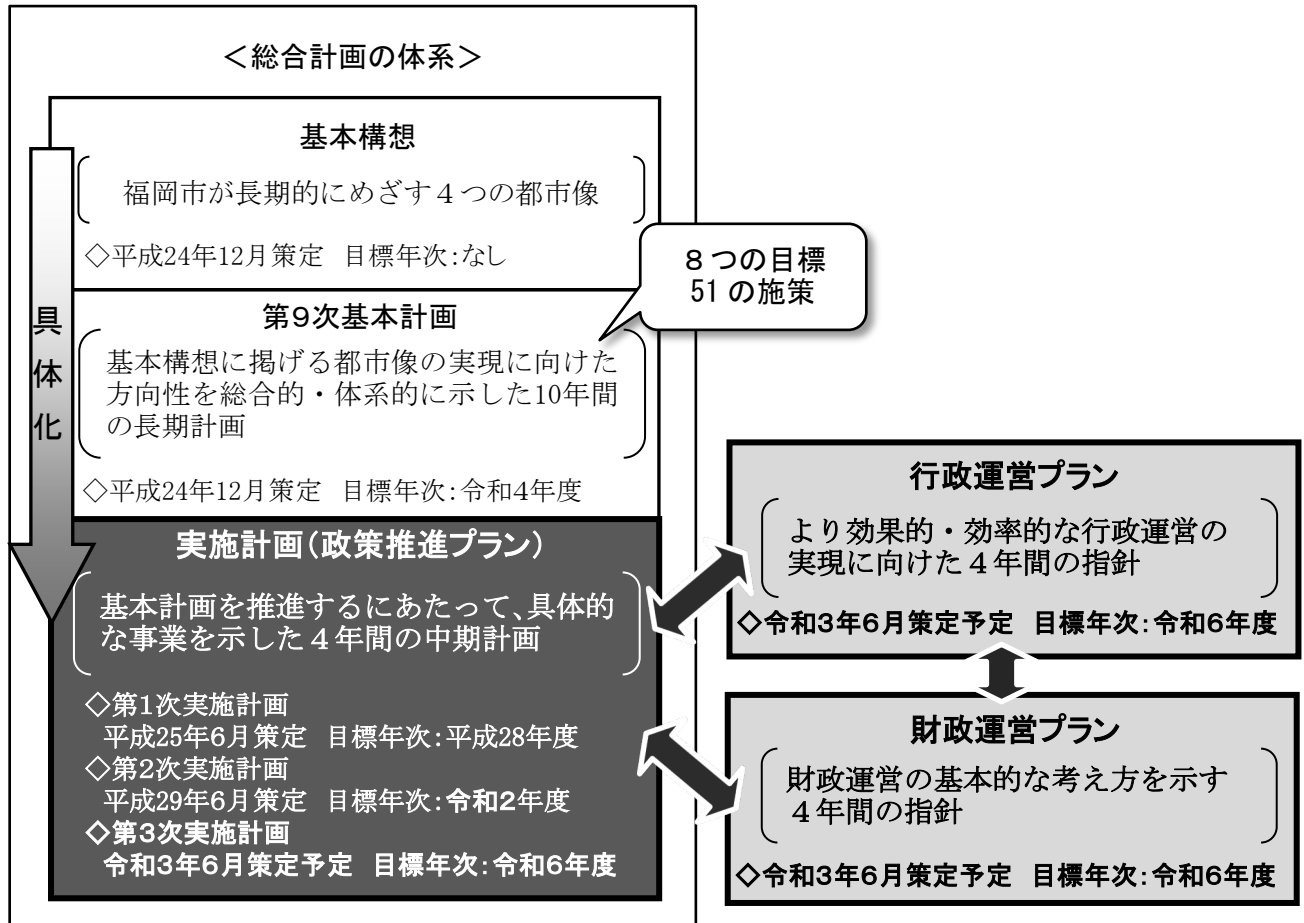 ＜総合計画の体系＞
基本構想
福岡市が長期的にめざす４つの都市像
◇平成24年12月策定　目標年次：なし
８つの目標
51の施策
第９次基本計画
基本構想に掲げる都市像の実現に向けた
方向性を総合的・体系的に示した10年間
の長期計画
◇平成24年12月策定　目標年次：令和4年度
具
体
化
実施計画（政策推進プラン）
基本計画を推進するにあたって、具体的
な事業を示した４年間の中期計画
◇第１次実施計画
平成25年６月策定　目標年次：平成28年度
◇第２次実施計画
平成29年６月策定　目標年次：令和２年度
◇第３次実施計画
令和３年６月策定予定　目標年次：令和６年度
行政運営プラン
より効果的・効率的な行政運営の
実現に向けた４年間の指針
◇令和３年６月策定予定　目標年次：令和６年度
財政運営プラン
財政運営の基本的な考え方を示す
４年間の指針
◇令和３年６月策定予定　目標年次：令和６年度